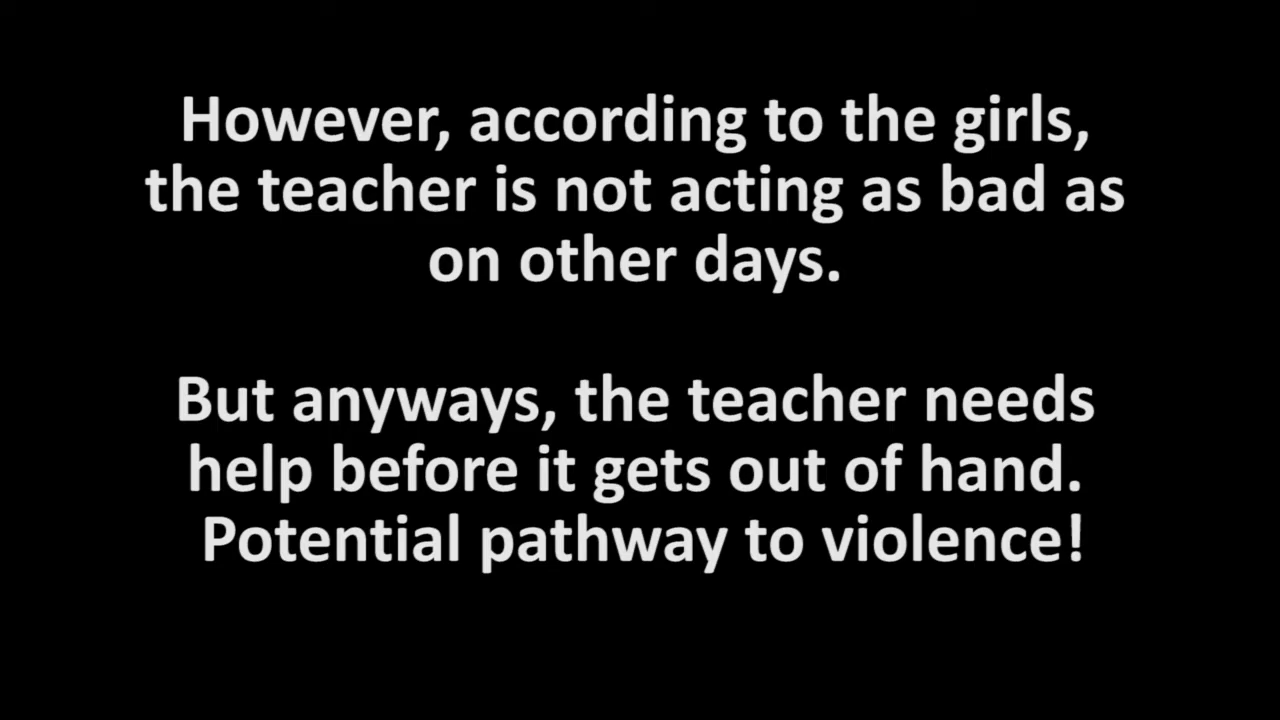 However, according to the girls,
the teacher is not acting as bad as
on other days.
But anyways, the teacher needs
help before it gets out of hand.
Potential pathway to violence!